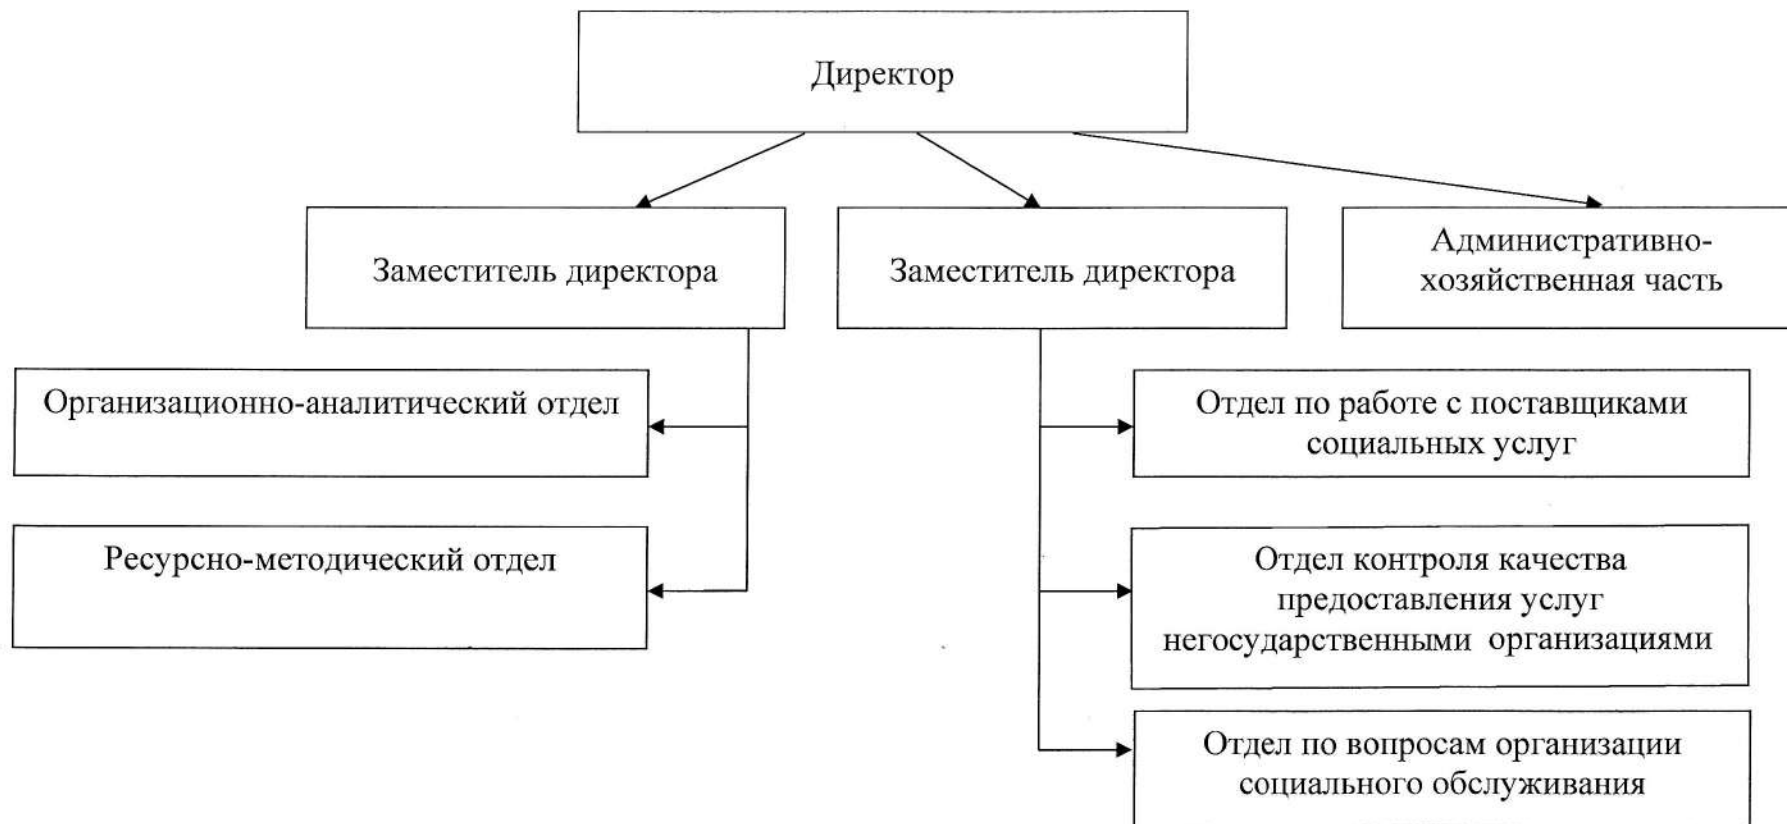 Директор
Заместитель директора
Заместитель директора
Административно-
хозяйственная часть
Организационно-аналитический отдел
Отдел по работе с поставщиками
социальных услуг
Ресурсно-методический отдел
Отдел контроля качества
предоставления услуг
негосударственными организациями
Отдел по вопросам организации
социального обслуживания